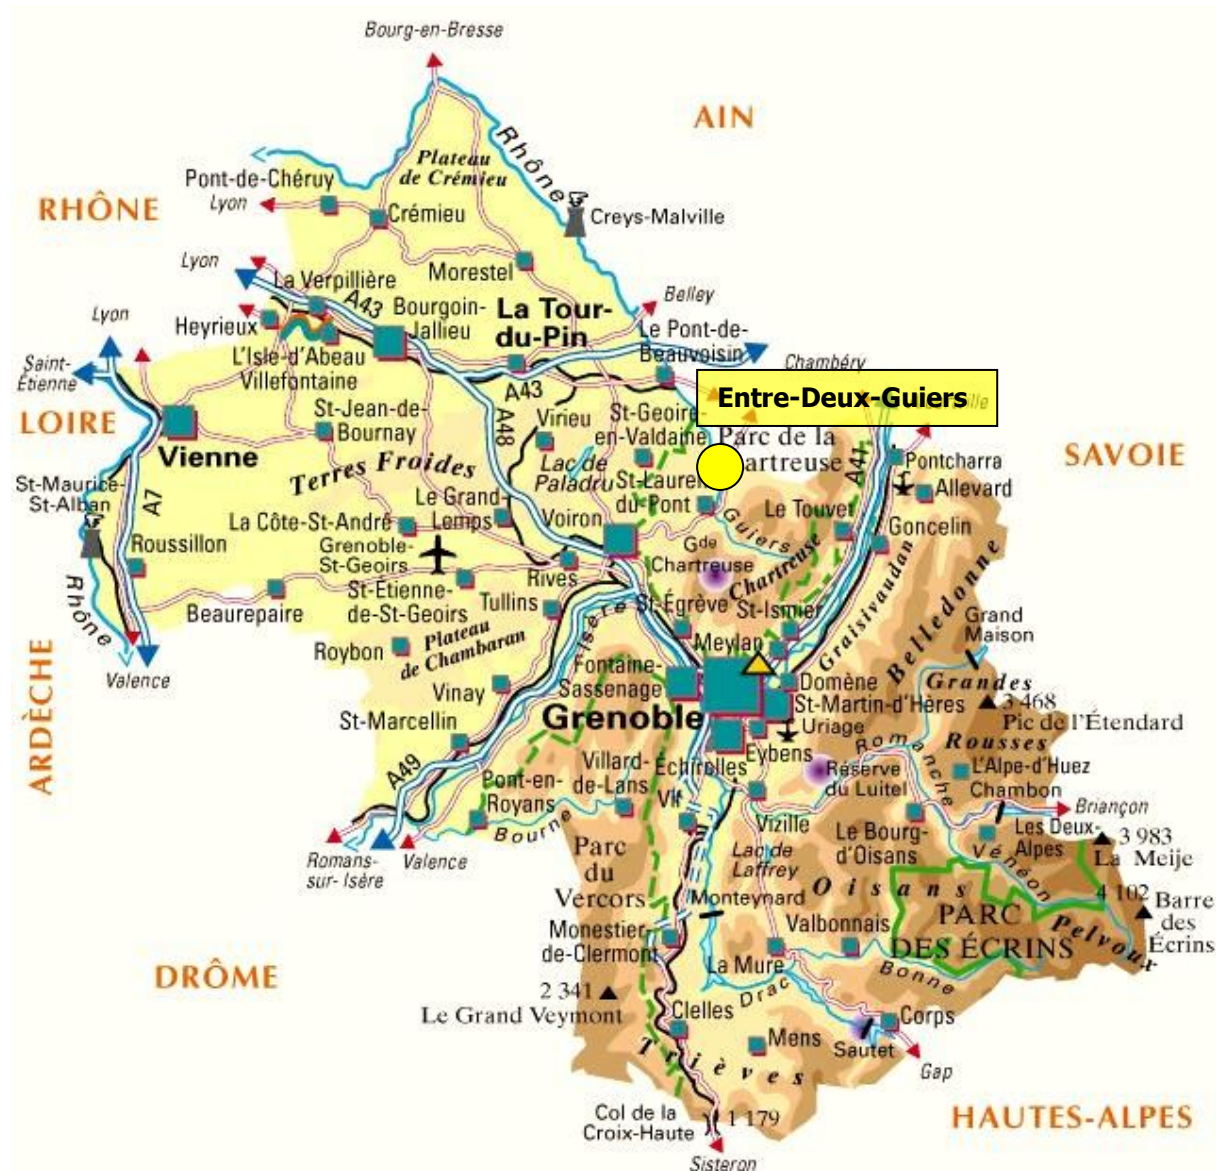 Bourg-en-Bresse
AIN
Rhône
Plateau
de Crémieu
Pont-de-Chéruy
RHÔNE
Lyon
Crémieu
Creys-Malville
Lyon
Morestel
La Verpillière
A43
Bourgoin-
Jallieu
La Tour-
du-Pin
Belley
Lyon
Heyrieux
Le Pont-de-
Beauvoisin
L'Isle-d'Abeau
Villefontaine
Chambéry
Saint-
Étienne
A43
Entre-Deux-Guiers
LOIRE
St-Jean-de-
Bournay
A48
Virieu
St-Geoire-
en-Valdaine
Parc de la
artreuse
Vienne
Terres Froides
Lac de
Paladru
A41
Pontcharra
SAVOIE
St-Maurice-
St-Alban
A7
St-Lauren
du-Pont
Allevard
Le Grand-
Lemps
La Côte-St-André
Voiron
Guiers
Le Touvet
Goncelin
Roussillon
Grenoble-
St-Geoirs
Gde
Chartreuse
Chartreuse
Rhône
Rives
St-Étienne-
de-St-Geoirs
Beaurepaire
Tullins
Isère
St-Égrève
St-Ismier
Graisivaudan
Belledonne
Grand
Maison
Roybon
Plateau
de Chambaran
Meylan
ARDÈCHE
Valence
Vinay
Fontaine-
Sassenage
Domène
Grandes
Rousses
3 468
Pic de l'Étendard
St-Marcellin
Grenoble
St-Martin-d'Hères
Uriage
Eybens
Romanche
A49
Villard-
de-Lans
Échirolles
Réserve
du Luitel
L'Alpe-d'Huez
Chambon
Pont-en-
Royans
Vif
Briançon
Bourne
Vizille
Le Bourg-
d'Oisans
Les Deux-
Alpes
3 983
La Meije
Romans-
sur-Isère
Valence
Parc
du
Vercors
Lac de
Laffrey
Oisans
Vénéon
4 102
Barre
des
Écrins
Monteynard
PARC
DES ÉCRINS
Pelvoux
Monestier-
de-Clermont
Valbonnais
DRÔME
La Mure
Bonne
2 341
Le Grand Veymont
Drac
Clelles
Corps
Mens
Sautet
Trièves
Gap
Col de la
Croix-Haute
1 179
HAUTES-ALPES
Sisteron